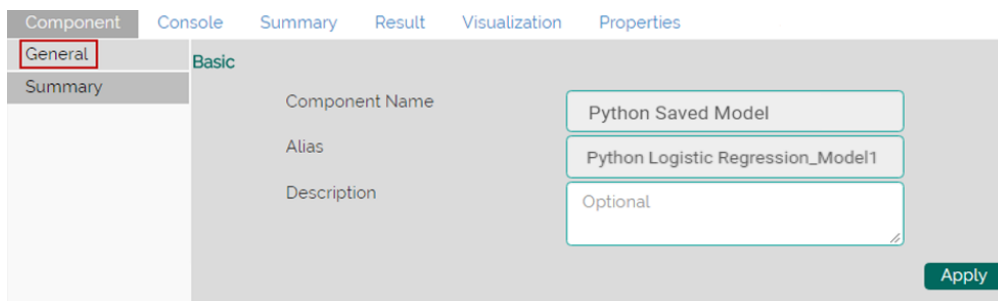 Component Console Summary Result Visualization Properties
General
Basic
Summary
Component Name
Python Saved Model
Alias
Python Logistic Regression_Model1
Description
Optional
Apply